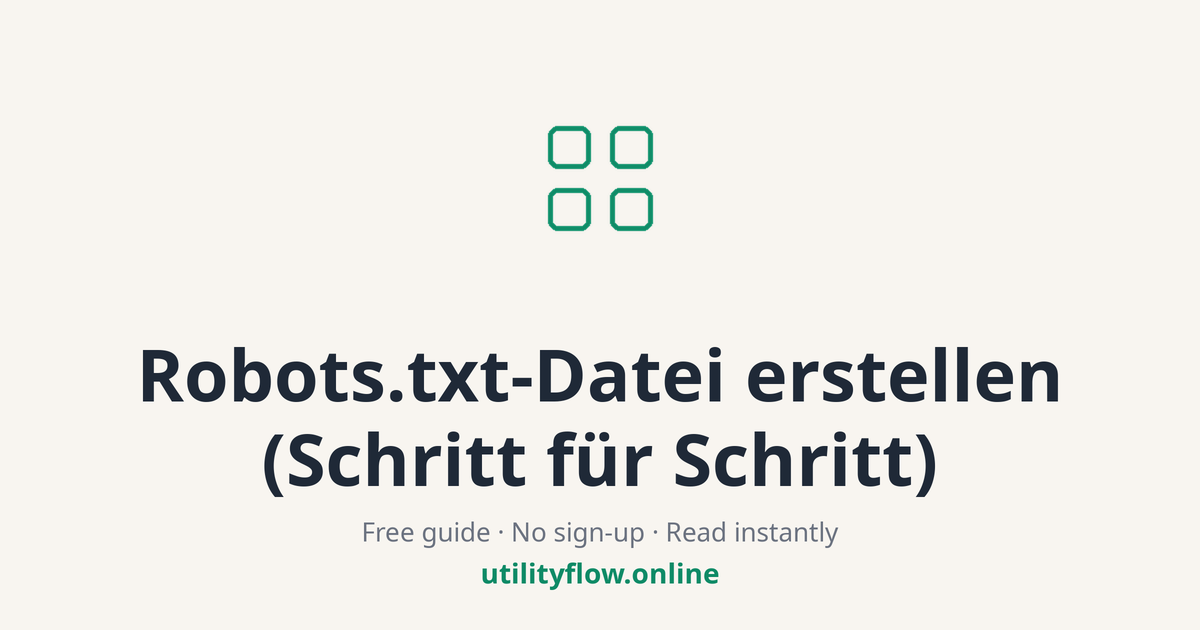 Robots.txt-Datei erstellen
(Schritt für Schritt)
Free guide · No sign-up · Read instantly
utilityflow.online